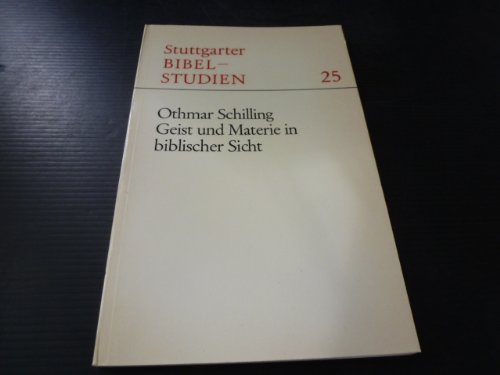 Stuttgarter
BIBEL–
STUDIEN 25
Othmar Schilling
Geist und Materie in
biblischer Sicht